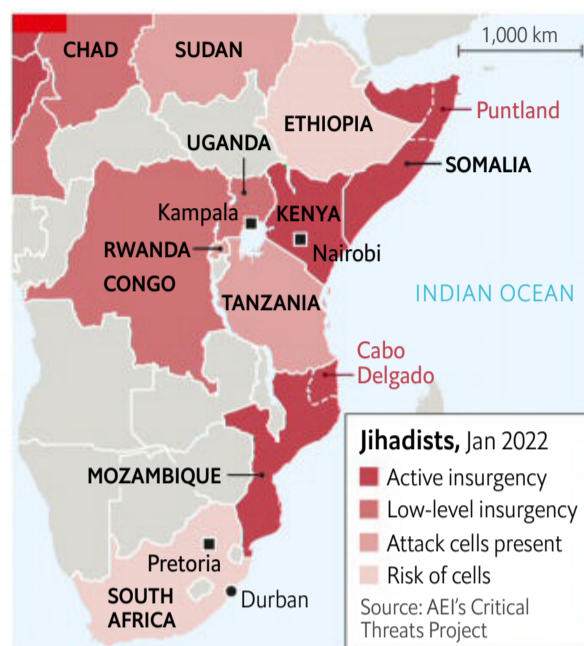 1,000 km
CHAD
SUDAN
Puntland
ETHIOPIA
UGANDA
SOMALIA
Kampala
KENYA
RWANDA
Nairobi
CONGO
TANZANIA
INDIAN OCEAN
Cabo
Delgado
MOZAMBIQUE
Pretoria
SOUTH
AFRICA
Durban
Jihadists, Jan 2022
Active insurgency
Low-level insurgency
Attack cells present
Risk of cells
Source: AEI's Critical
Threats Project